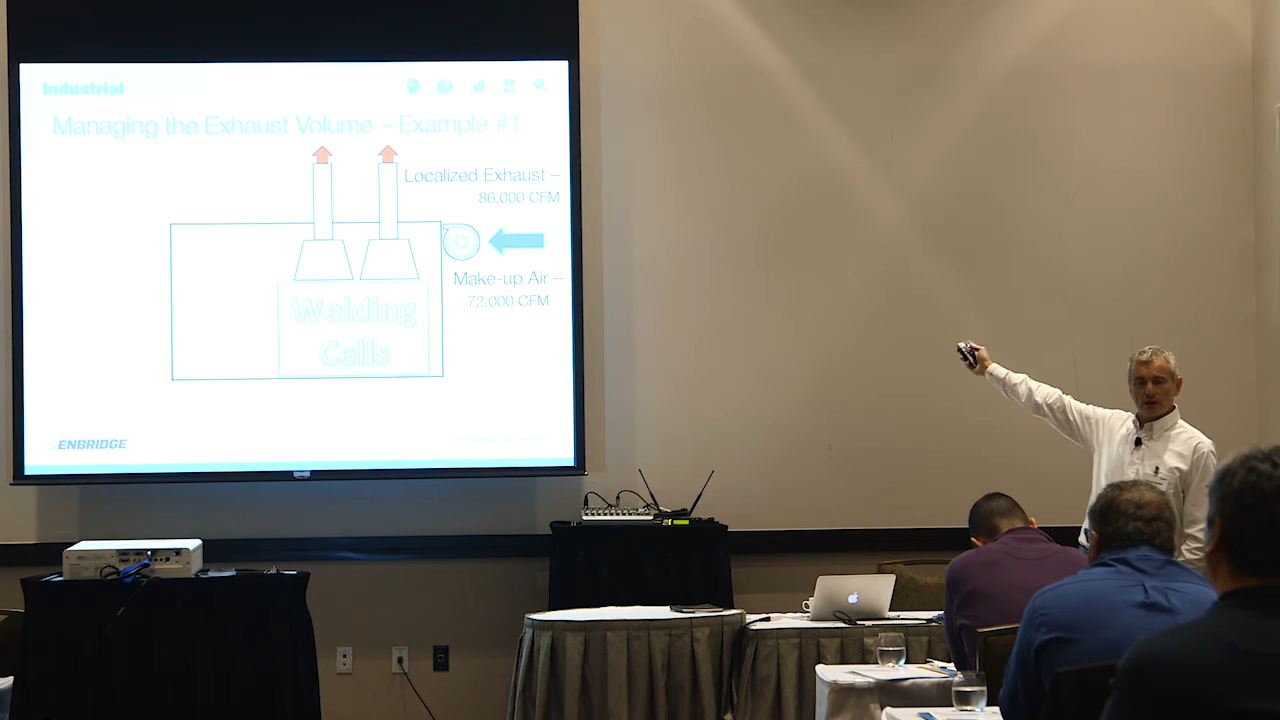 Industrial
Managing the Exhaust Volume – Example #1
Localized Exhaust –
86,000 CFM
Make-up Air –
72,000 CFM
Welding
Cells
ENBRIDGE